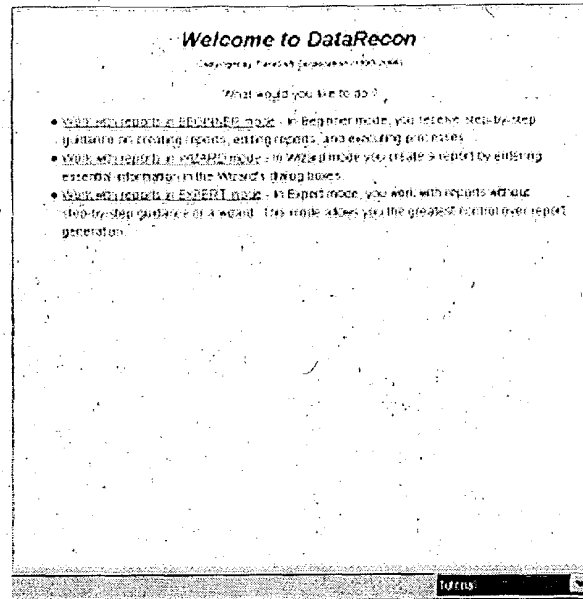 Welcome to DataRecon
What would you like to do ?
• Work with reports in BEGINNER mode - In Beginner mode, you receive step-by-step
guidance on creating reports, editing reports, and executing processes.
• Work with reports in WIZARD mode - In Wizard mode you create a report by entering
essential information in the Wizard's dialog boxes.
• Work with reports in EXPERT mode - In Expert mode, you work with reports without
step-by-step guidance or a wizard. This mode allows you the greatest control over report
generation.
Tutorial